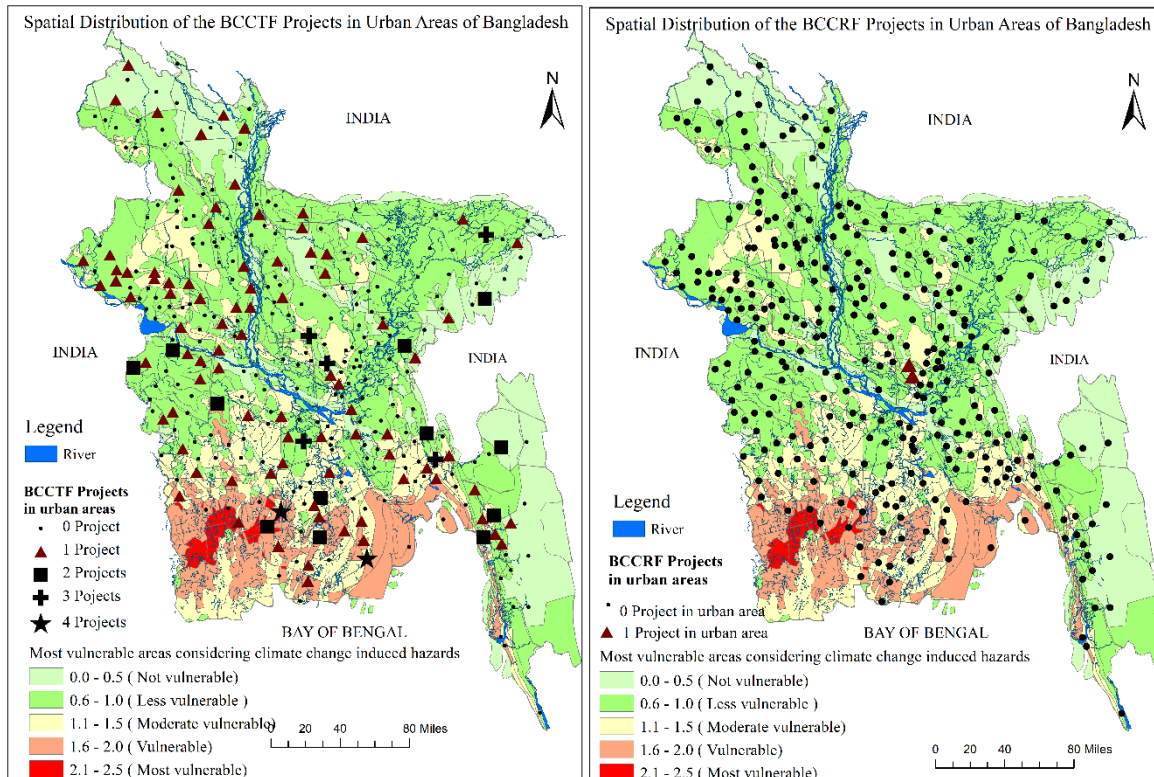 Spatial Distribution of the BCCTF Projects in Urban Areas of Bangladesh
N
INDIA
INDIA
INDIA
Legend
River
BCCTF Projects
in urban areas
0 Project
1 Project
2 Projects
3 Pojects
4 Projects
BAY OF BENGAL
Most vulnerable areas considering climate change induced hazards
0.0 - 0.5 ( Not vulnerable)
0.6 - 1.0 ( Less vulnerable )
1.1 - 1.5 ( Moderate vulnerable)
1.6 - 2.0 ( Vulnerable)
2.1 - 2.5 ( Most vulnerable)
0 20 40 80 Miles
Spatial Distribution of the BCCRF Projects in Urban Areas of Bangladesh
N
INDIA
INDIA
INDIA
Legend
River
BCCRF Projects
in urban areas
0 Project in urban area
1 Project in urban area
BAY OF BENGAL
Most vulnerable areas considering climate change induced hazards
0.0 - 0.5 ( Not vulnerable)
0.6 - 1.0 ( Less vulnerable )
1.1 - 1.5 ( Moderate vulnerable)
1.6 - 2.0 ( Vulnerable)
2.1 - 2.5 ( Most vulnerable)
0 20 40 80 Miles